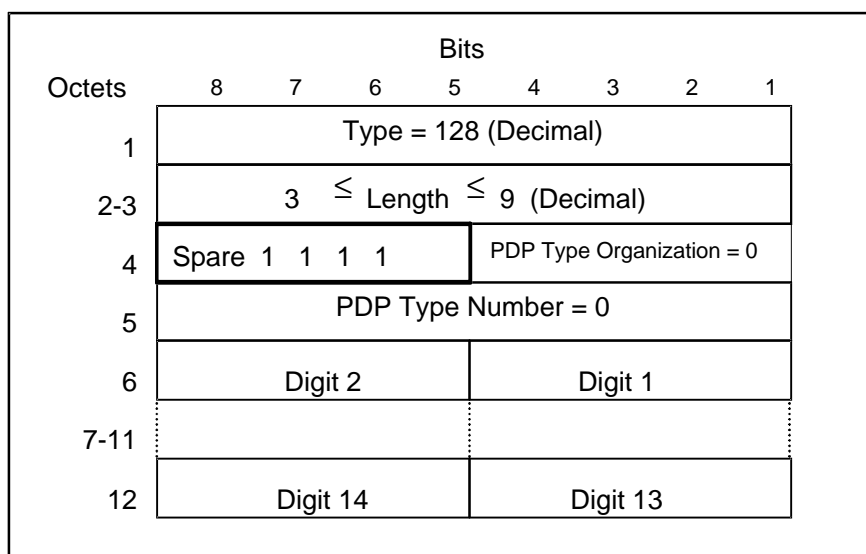 Bits
Octets 8 7 6 5 4 3 2 1
1 Type = 128 (Decimal)
2-3 3 ≤ Length ≤ 9 (Decimal)
4 Spare 1 1 1 1 PDP Type Organization = 0
5 PDP Type Number = 0
6 Digit 2 Digit 1
7-11
12 Digit 14 Digit 13